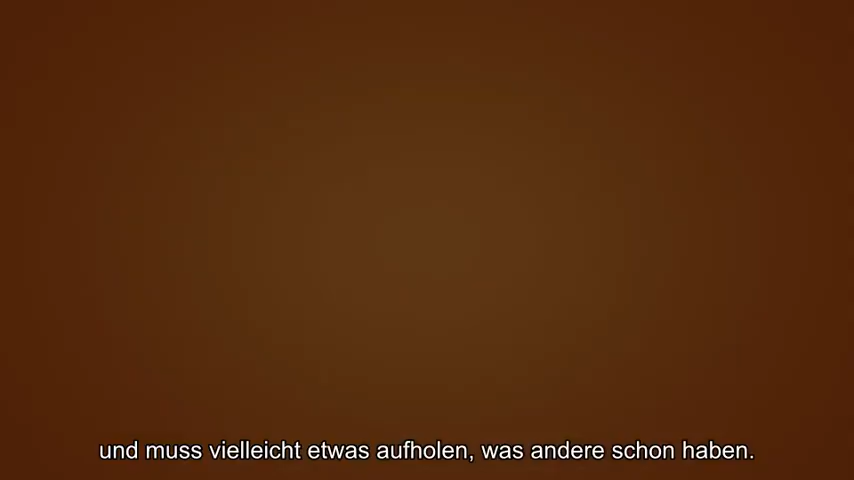 und muss vielleicht etwas aufholen, was andere schon haben.